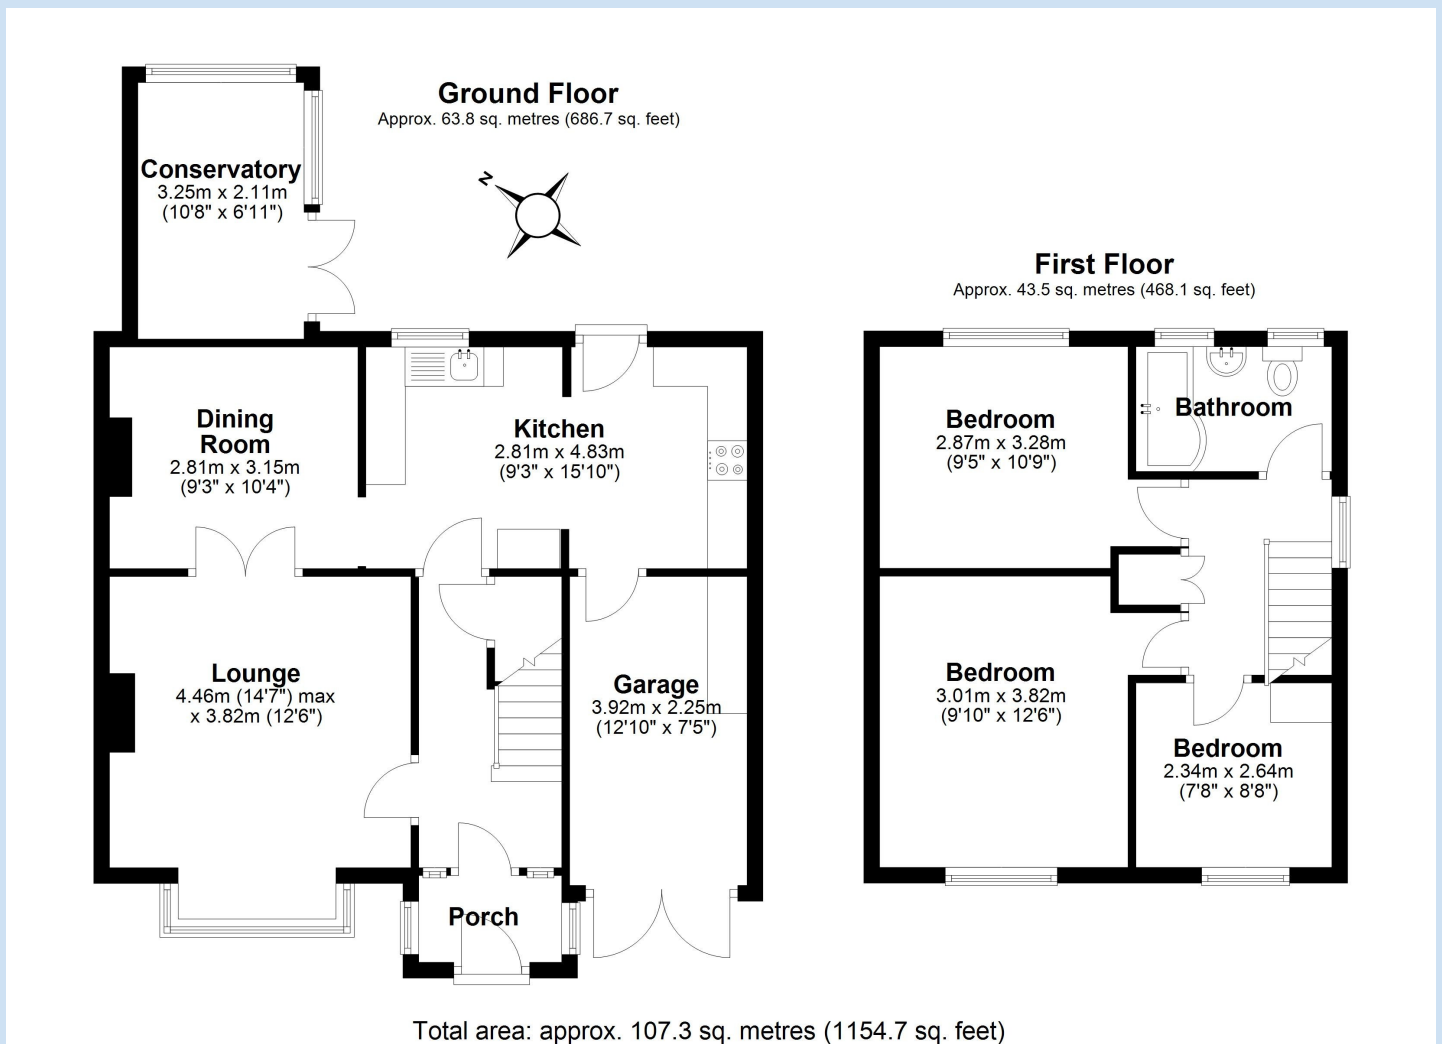 Ground Floor
Approx. 63.8 sq. metres (686.7 sq. feet)
Conservatory
3.25m x 2.11m
(10'8" x 6'11")
N
First Floor
Approx. 43.5 sq. metres (468.1 sq. feet)
Dining
Room
2.81m x 3.15m
(9'3" x 10'4")
Kitchen
2.81m x 4.83m
(9'3" x 15'10")
Bedroom
2.87m x 3.28m
(9'5" x 10'9")
Bathroom
Lounge
4.46m (14'7") max
x 3.82m (12'6")
Garage
3.92m x 2.25m
(12'10" x 7'5")
Bedroom
3.01m x 3.82m
(9'10" x 12'6")
Bedroom
2.34m x 2.64m
(7'8" x 8'8")
Porch
Total area: approx. 107.3 sq. metres (1154.7 sq. feet)